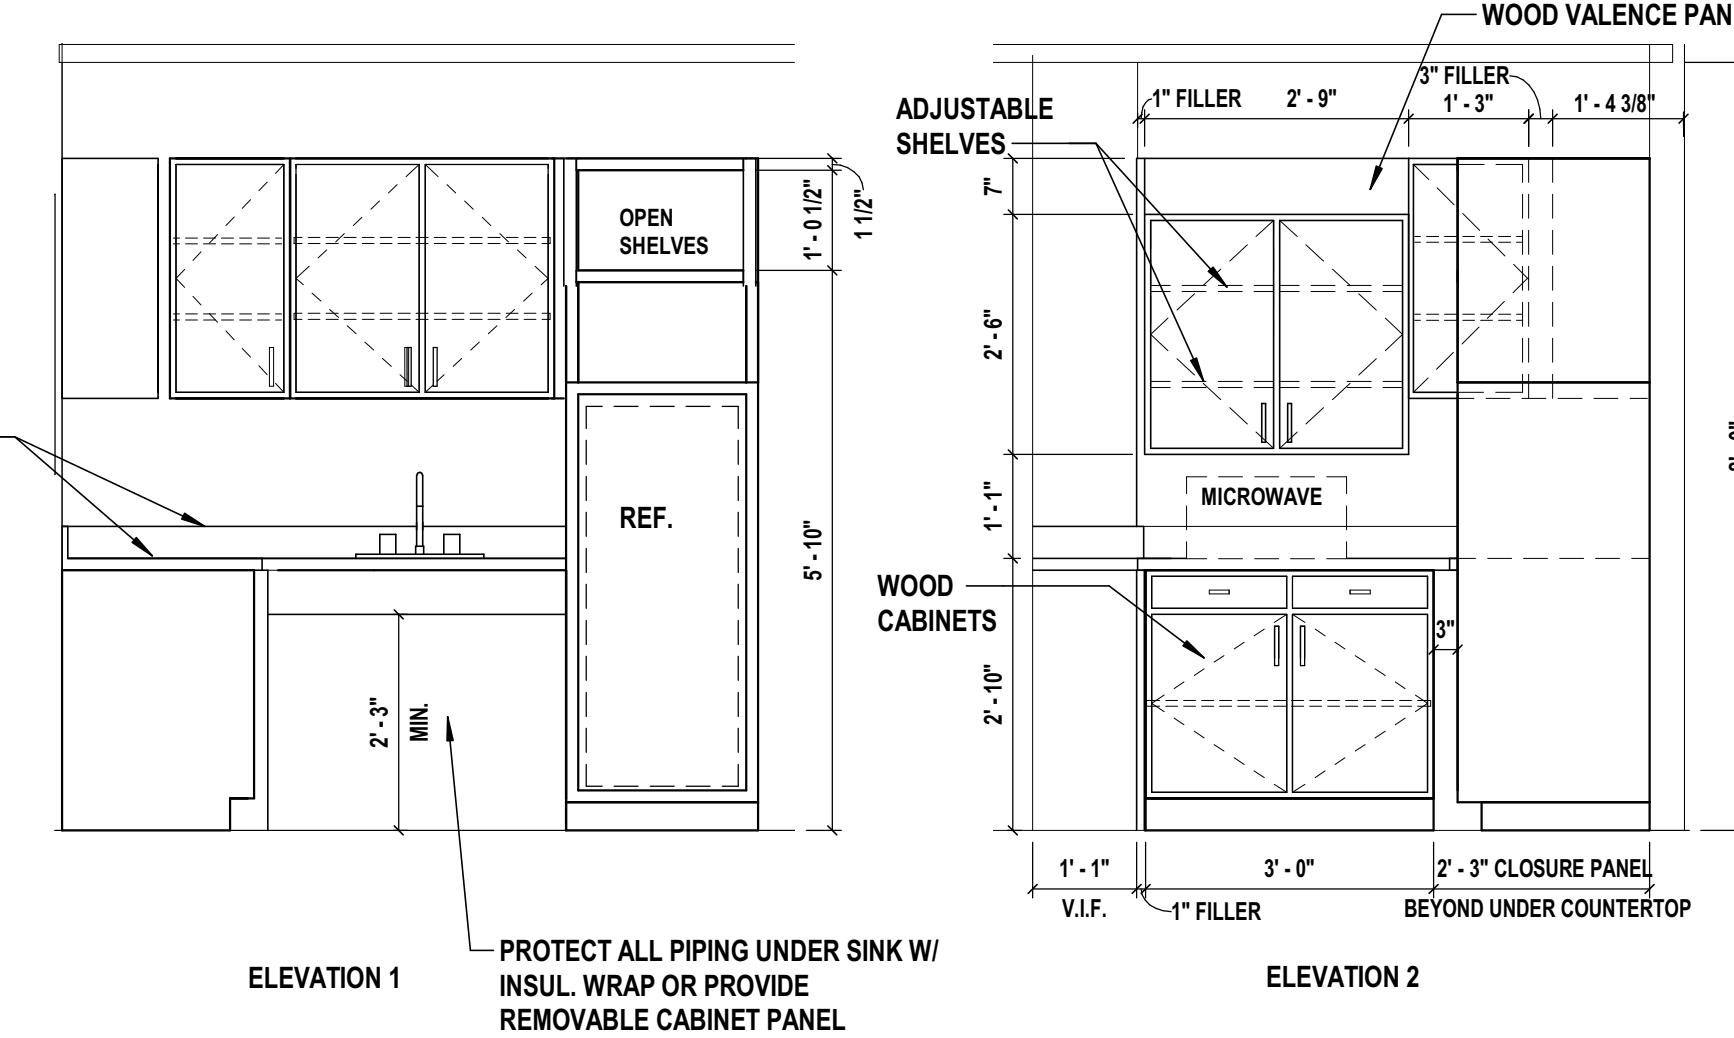 WOOD VALENCE PAN
3" FILLER
1" FILLER
2' - 9"
1' - 3"
1' - 4 3/8"
ADJUSTABLE
SHELVES
OPEN
SHELVES
1' - 0 1/2"
1 1/2"
7"
2' - 6"
REF.
MICROWAVE
1' - 1"
5' - 10"
WOOD
CABINETS
3"
2' - 3"
MIN.
2' - 10"
1' - 1"
3' - 0"
2' - 3" CLOSURE PANEL
V.I.F.
1" FILLER
BEYOND UNDER COUNTERTOP
PROTECT ALL PIPING UNDER SINK W/
INSUL. WRAP OR PROVIDE
REMOVABLE CABINET PANEL
ELEVATION 1
ELEVATION 2